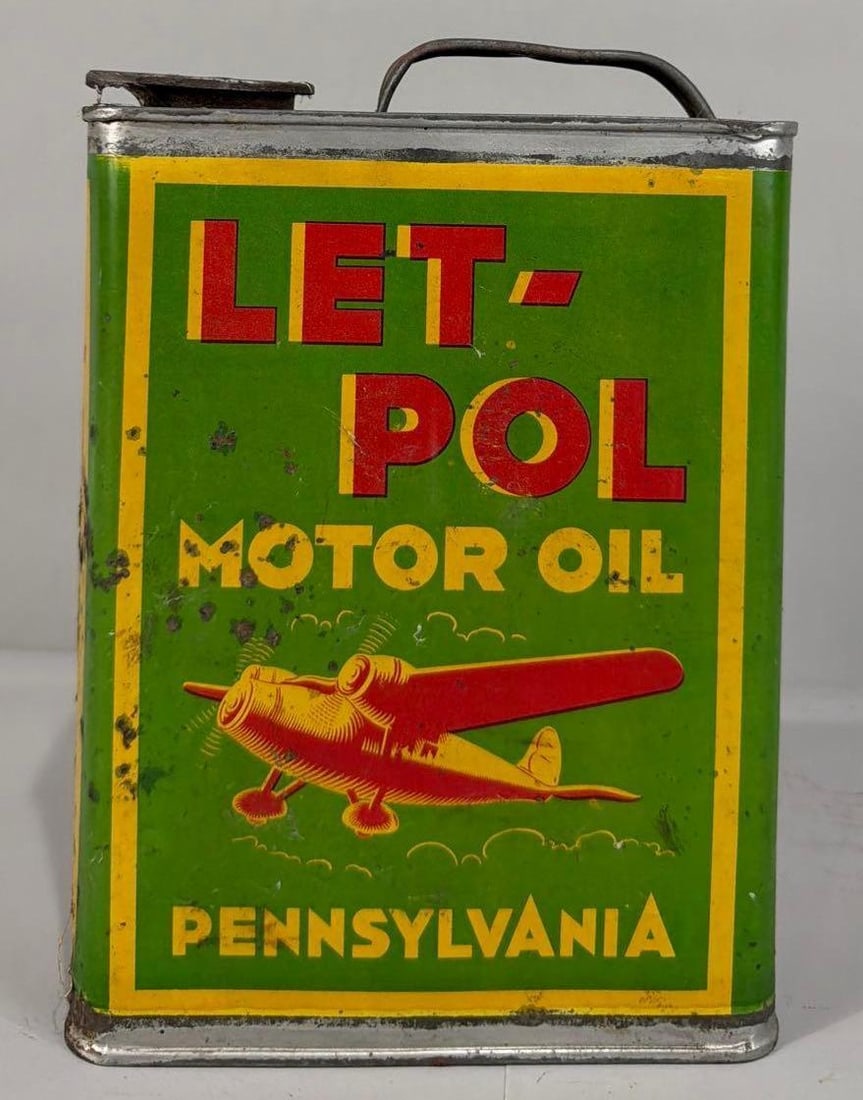 LET-
POL
MOTOR OIL
PENNSYLVANIA